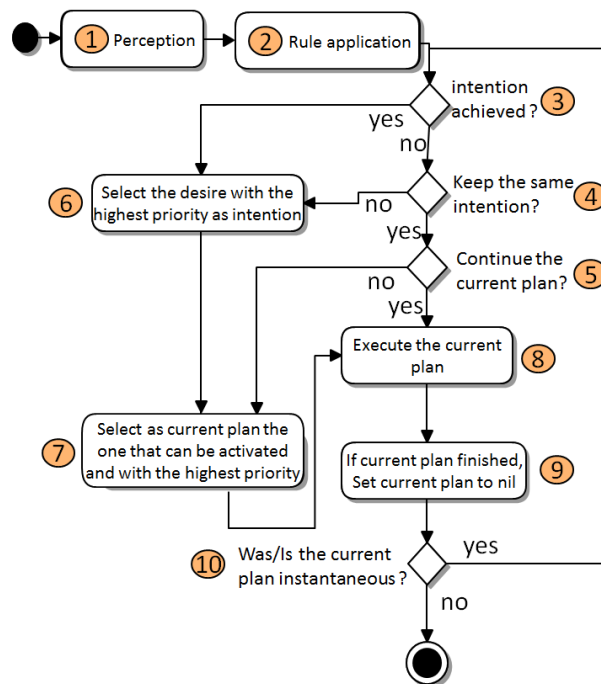 1 Perception
2 Rule application
intention
achieved ? 3
yes
no
Keep the same
intention? 4
6 Select the desire with the
highest priority as intention
no
yes
Continue the
current plan? 5
no
yes
Execute the current
plan 8
7 Select as current plan the
one that can be activated
and with the highest priority
If current plan finished,
Set current plan to nil 9
10 Was/Is the current
plan instantaneous ?
yes
no